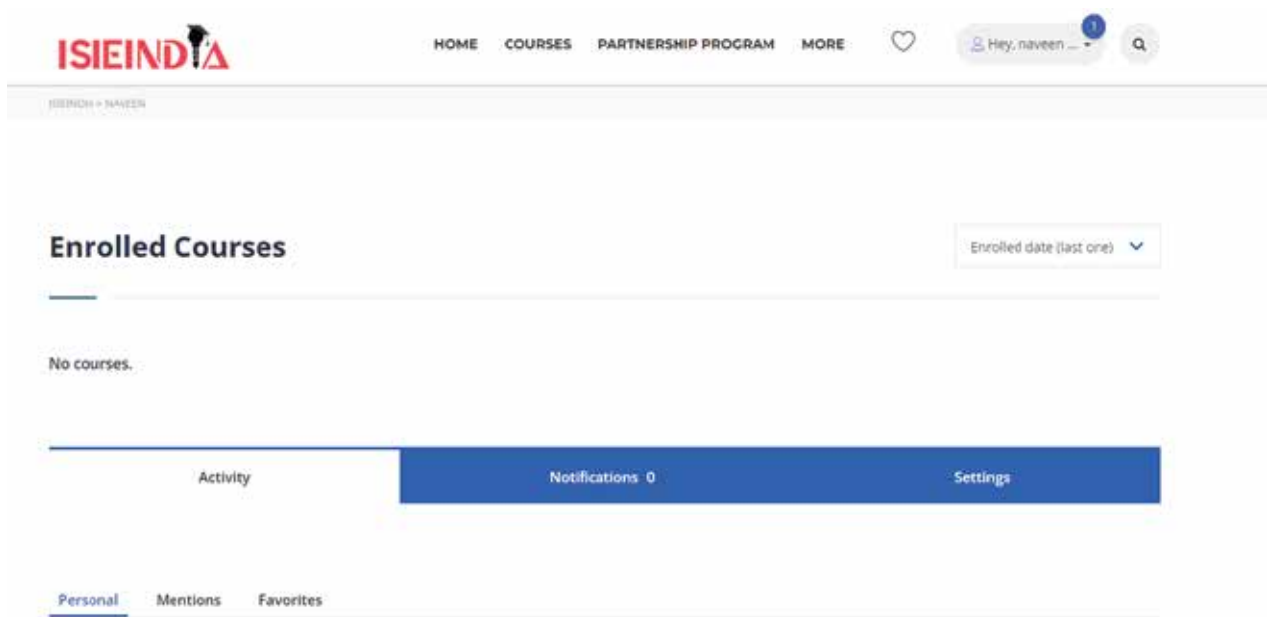 ISIEINDIA
HOME COURSES PARTNERSHIP PROGRAM MORE Hey, naveen ... 1
> NAVEEN
Enrolled Courses
Enrolled date (last one)
No courses.
Activity Notifications 0 Settings
Personal Mentions Favorites